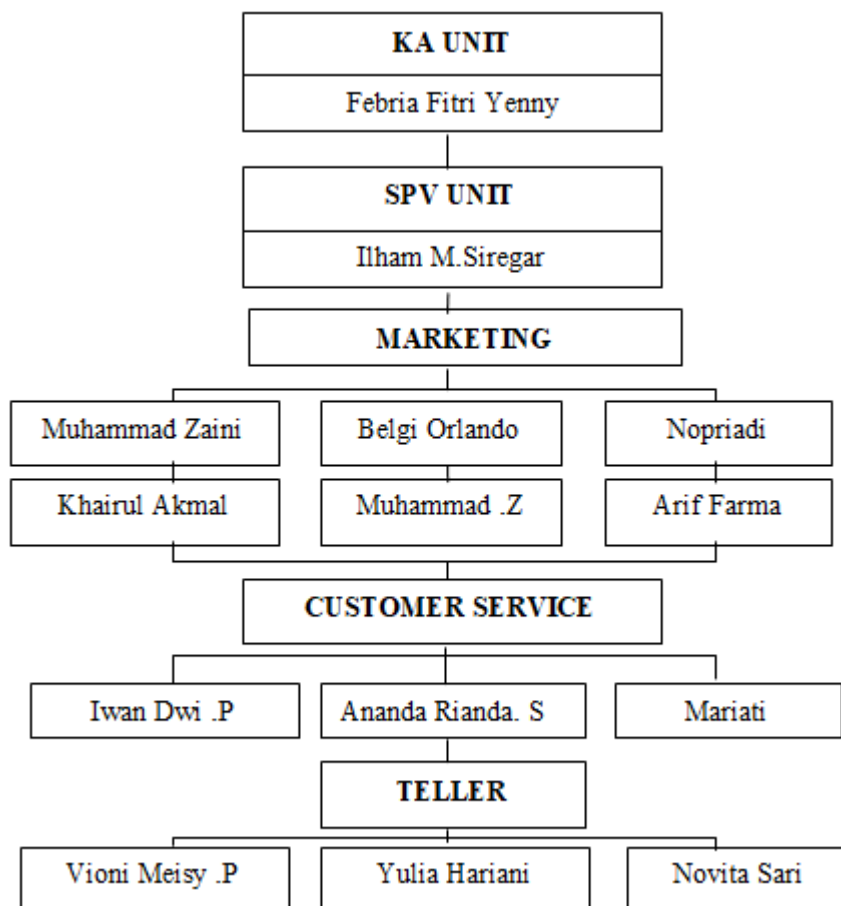 KA UNIT
Febria Fitri Yenny
SPV UNIT
Ilham M.Siregar
MARKETING
Muhammad Zaini
Belgi Orlando
Nopriadi
Khairul Akmal
Muhammad .Z
Arif Farma
CUSTOMER SERVICE
Iwan Dwi .P
Ananda Rianda. S
Mariati
TELLER
Vioni Meisy .P
Yulia Hariani
Novita Sari